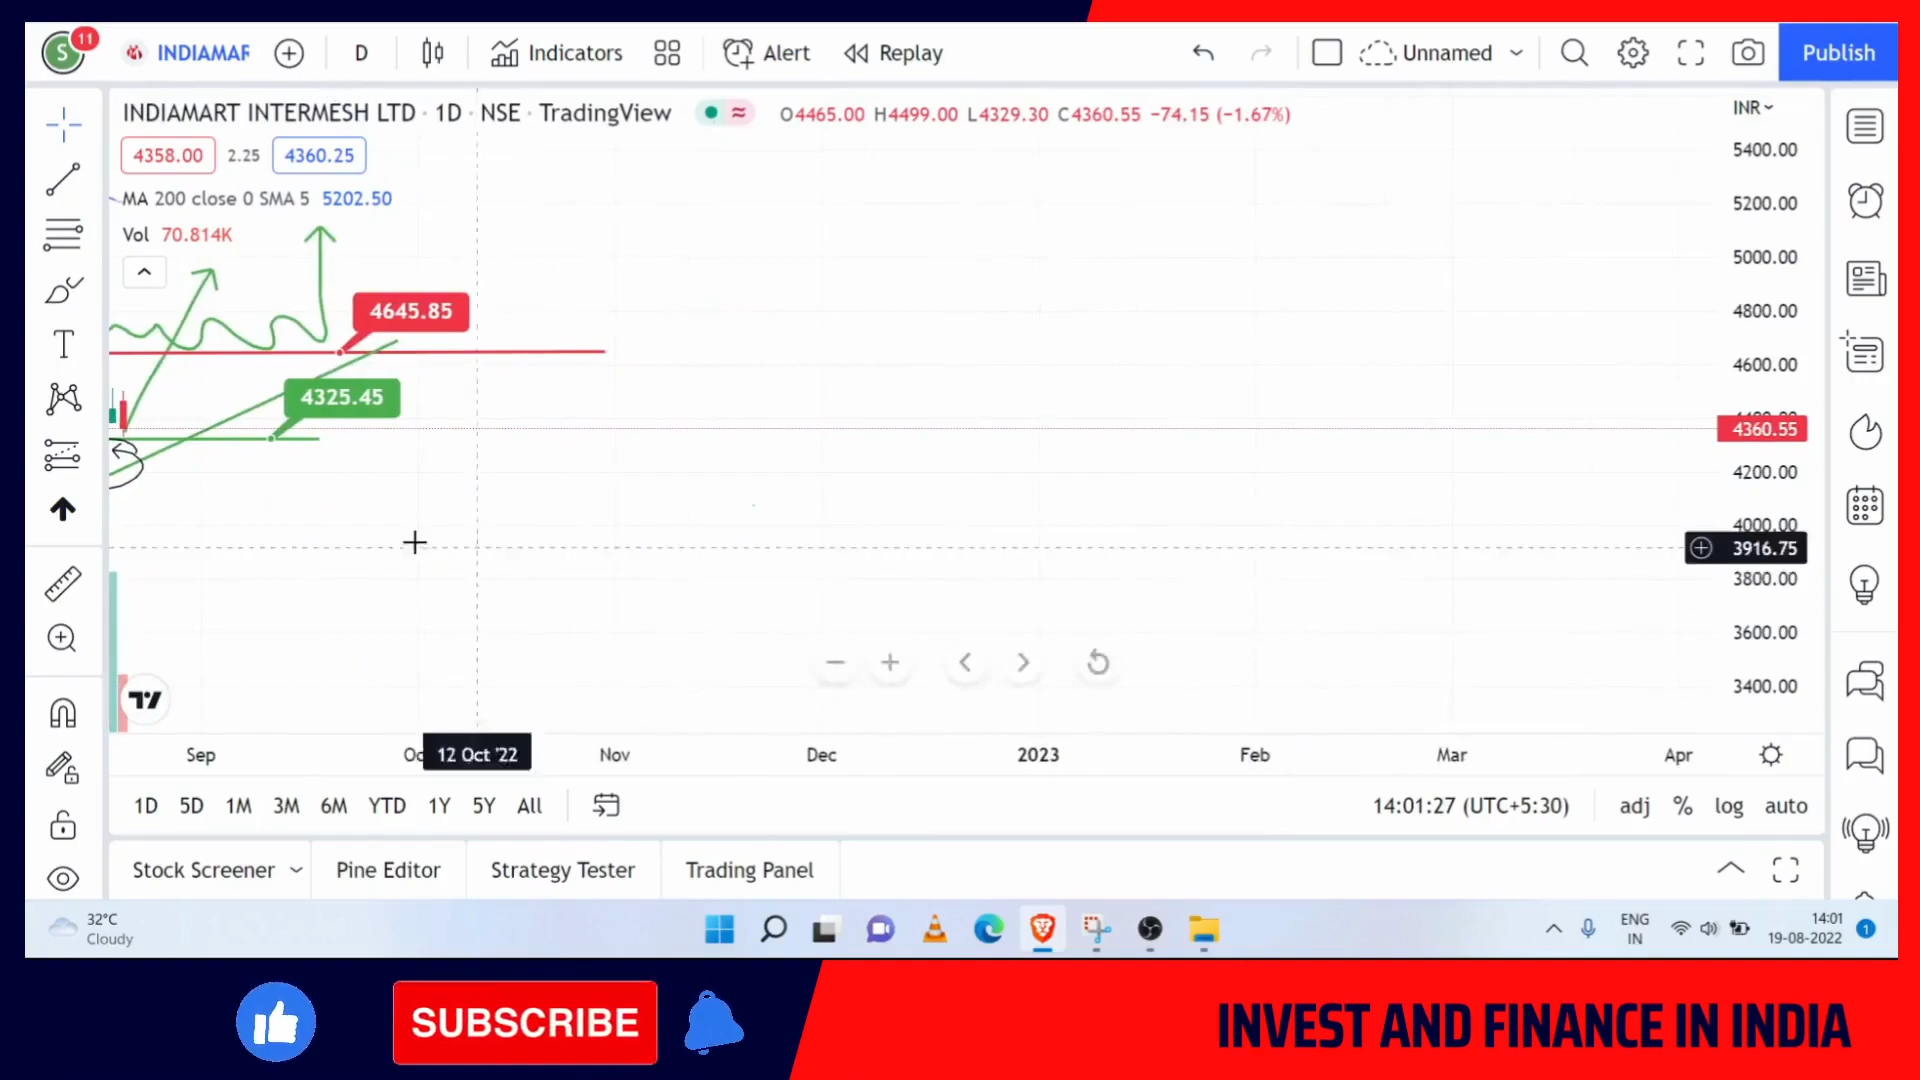 S 11 INDIAMAR D Indicators Alert Replay Unnamed Publish
INDIAMART INTERMESH LTD · 1D · NSE · TradingView O4465.00 H4499.00 L4329.30 C4360.55 −74.15 (−1.67%) INR
4358.00 2.25 4360.25
MA 200 close 0 SMA 5 5202.50
Vol 70.814K
5400.00
5200.00
5000.00
4800.00
4600.00
4360.55
4200.00
4000.00
3916.75
3800.00
3600.00
3400.00
4645.85
4325.45
Sep 12 Oct '22 Nov Dec 2023 Feb Mar Apr
1D 5D 1M 3M 6M YTD 1Y 5Y All 14:01:27 (UTC+5:30) adj % log auto
Stock Screener Pine Editor Strategy Tester Trading Panel
32°C
Cloudy
ENG
IN
14:01
19-08-2022
1
SUBSCRIBE
INVEST AND FINANCE IN INDIA